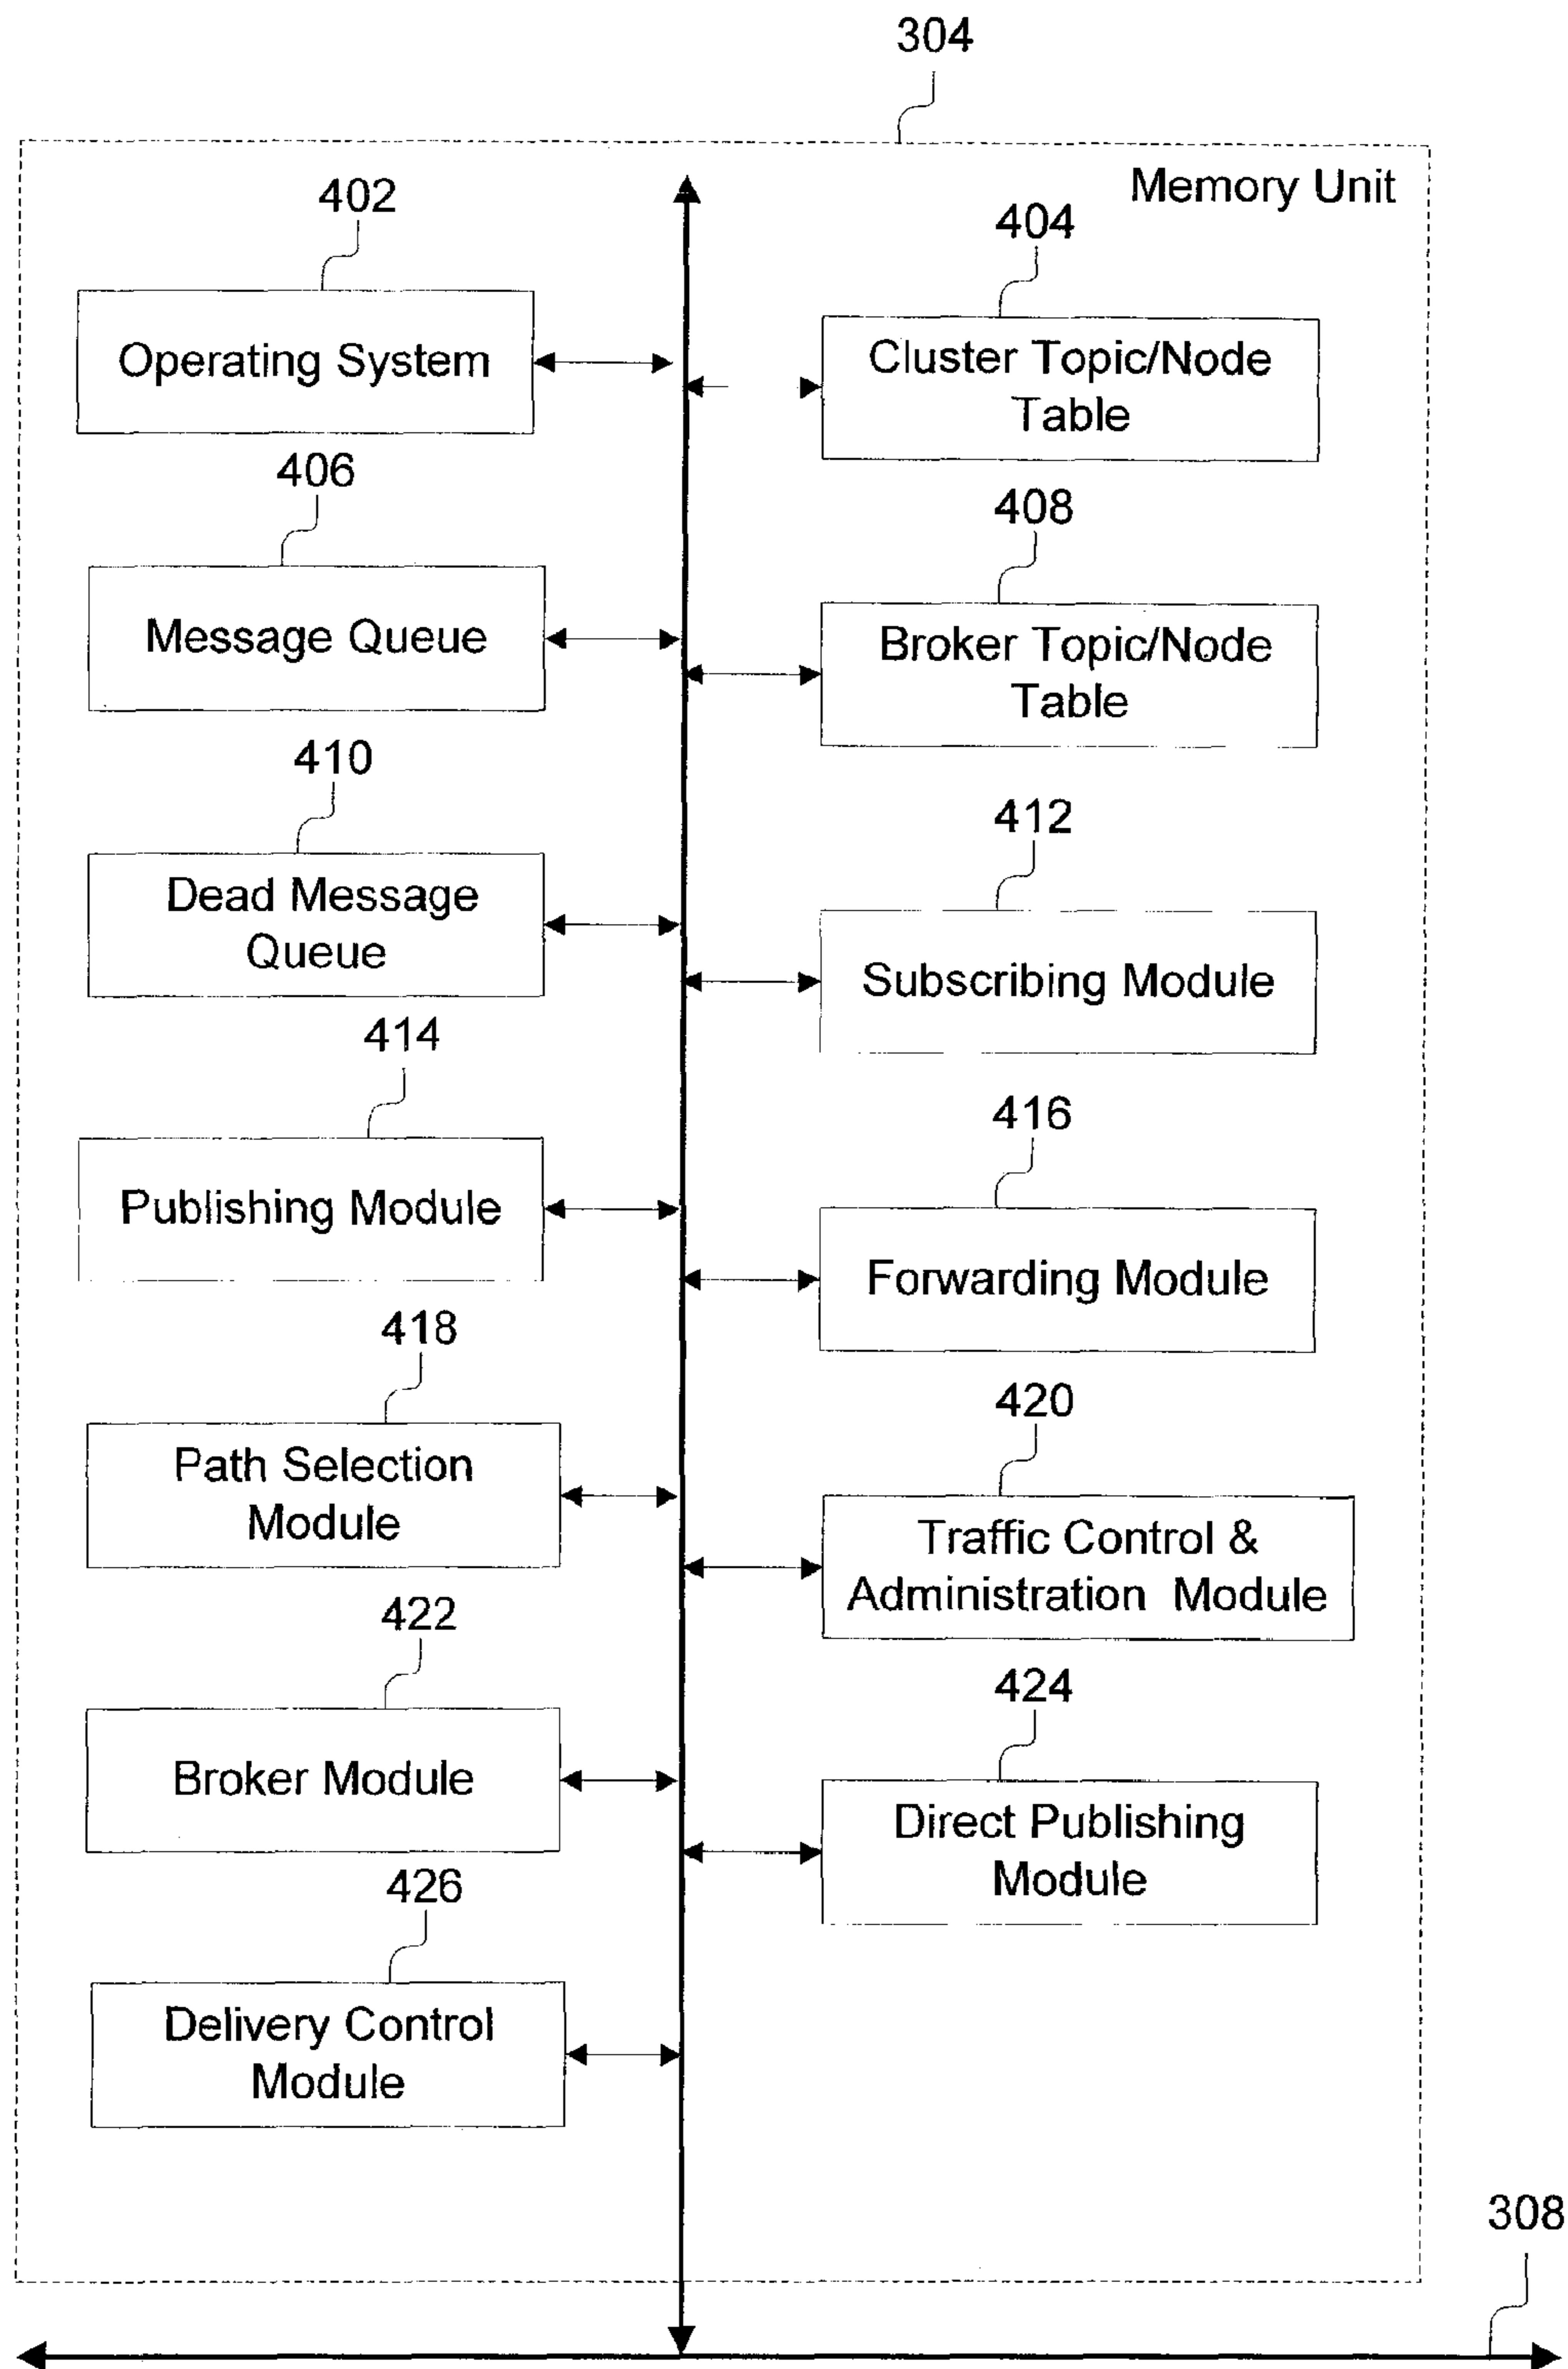 304
Memory Unit
402
404
Operating System
Cluster Topic/Node
Table
406
408
Message Queue
Broker Topic/Node
Table
410
412
Dead Message
Queue
Subscribing Module
414
416
Publishing Module
Forwarding Module
418
420
Path Selection
Module
Traffic Control &
Administration Module
422
424
Broker Module
Direct Publishing
Module
426
Delivery Control
Module
308